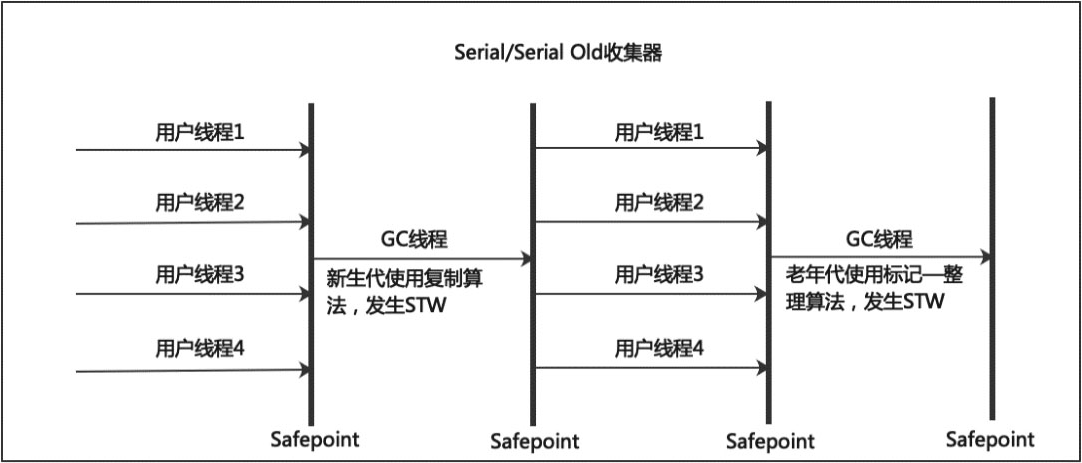 Serial/Serial Old收集器
用户线程1
用户线程1
用户线程2
用户线程2
GC线程
GC线程
新生代使用复制算
法，发生STW
用户线程3
用户线程3
老年代使用标记—整
理算法，发生STW
用户线程4
用户线程4
Safepoint
Safepoint
Safepoint
Safepoint